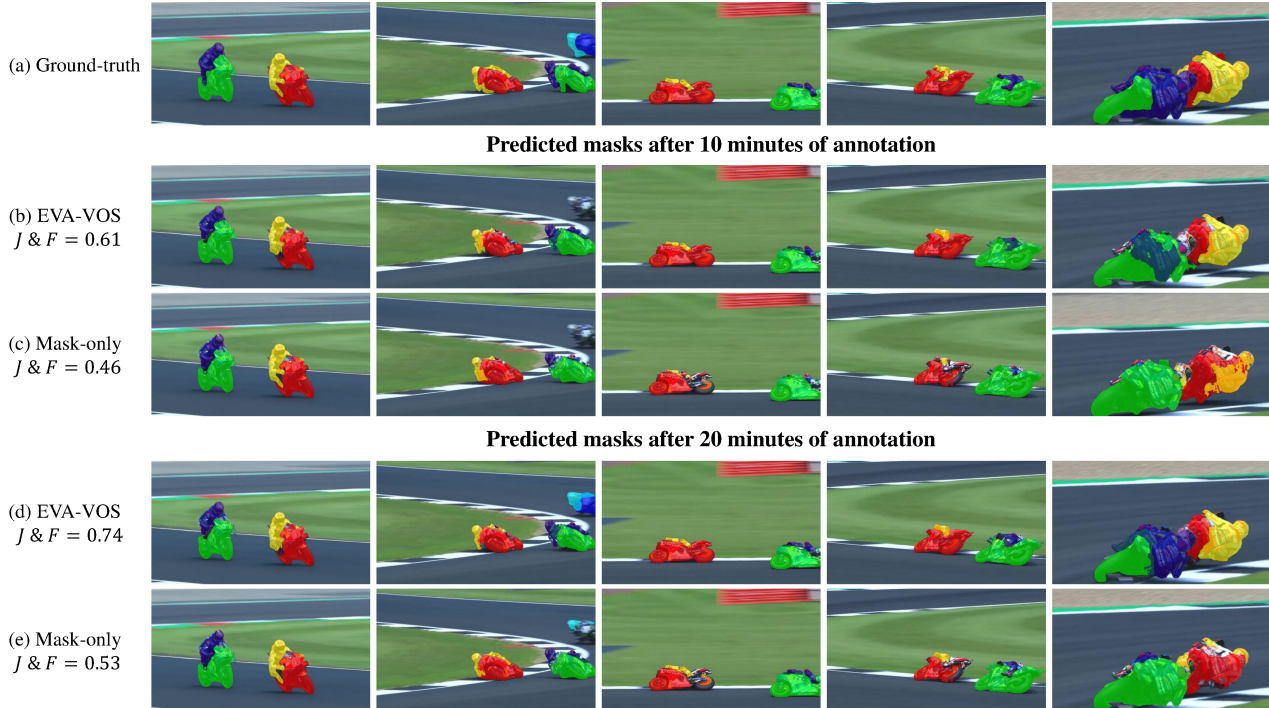 (a) Ground-truth
Predicted masks after 10 minutes of annotation
(b) EVA-VOS
J & F = 0.61
(c) Mask-only
J & F = 0.46
Predicted masks after 20 minutes of annotation
(d) EVA-VOS
J & F = 0.74
(e) Mask-only
J & F = 0.53